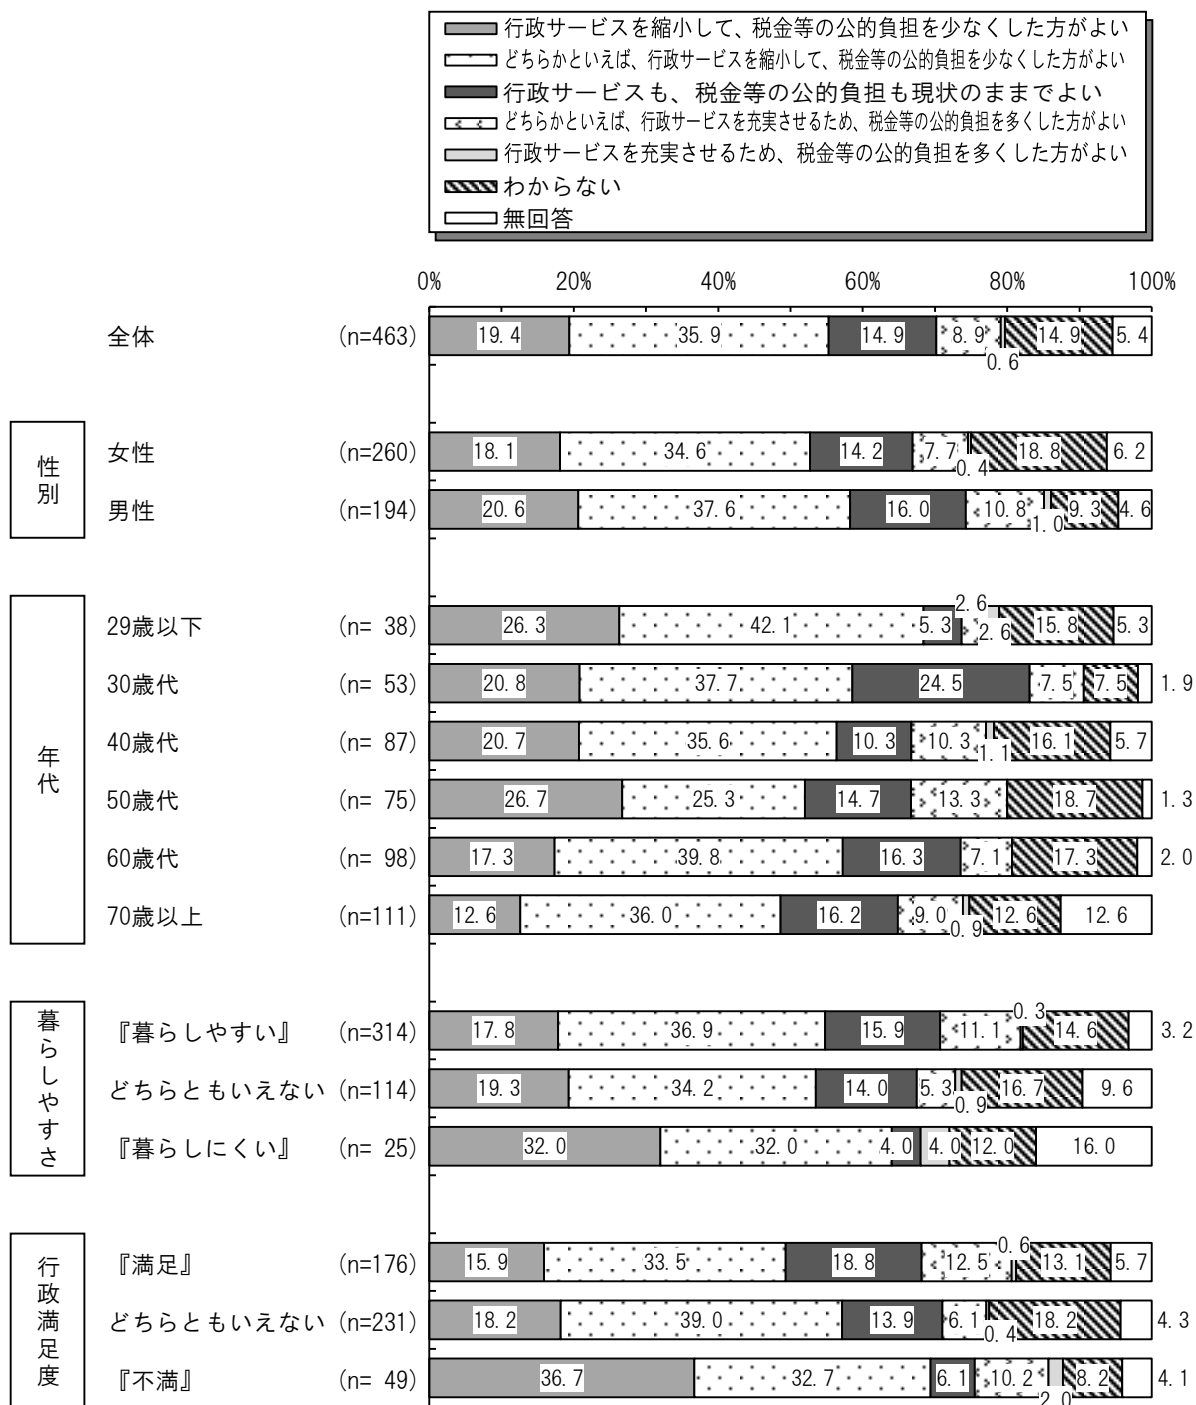 行政サービスを縮小して、税金等の公的負担を少なくした方がよい
どちらかといえば、行政サービスを縮小して、税金等の公的負担を少なくした方がよい
行政サービスも、税金等の公的負担も現状のままでよい
どちらかといえば、行政サービスを充実させるため、税金等の公的負担を多くした方がよい
行政サービスを充実させるため、税金等の公的負担を多くした方がよい
わからない
無回答
0% 20% 40% 60% 80% 100%
全体 (n=463) 19.4 35.9 14.9 8.9 0.6 14.9 5.4
性別
女性 (n=260) 18.1 34.6 14.2 7.7 0.4 18.8 6.2
男性 (n=194) 20.6 37.6 16.0 10.8 1.0 9.3 4.6
年代
29歳以下 (n= 38) 26.3 42.1 5.3 2.6 2.6 15.8 5.3
30歳代 (n= 53) 20.8 37.7 24.5 7.5 7.5 1.9
40歳代 (n= 87) 20.7 35.6 10.3 10.3 1.1 16.1 5.7
50歳代 (n= 75) 26.7 25.3 14.7 13.3 18.7 1.3
60歳代 (n= 98) 17.3 39.8 16.3 7.1 17.3 2.0
70歳以上 (n=111) 12.6 36.0 16.2 9.0 0.9 12.6 12.6
暮らしやすさ
『暮らしやすい』 (n=314) 17.8 36.9 15.9 11.1 0.3 14.6 3.2
どちらともいえない (n=114) 19.3 34.2 14.0 5.3 0.9 16.7 9.6
『暮らしにくい』 (n= 25) 32.0 32.0 4.0 4.0 12.0 16.0
行政満足度
『満足』 (n=176) 15.9 33.5 18.8 12.5 0.6 13.1 5.7
どちらともいえない (n=231) 18.2 39.0 13.9 6.1 0.4 18.2 4.3
『不満』 (n= 49) 36.7 32.7 6.1 10.2 2.0 8.2 4.1